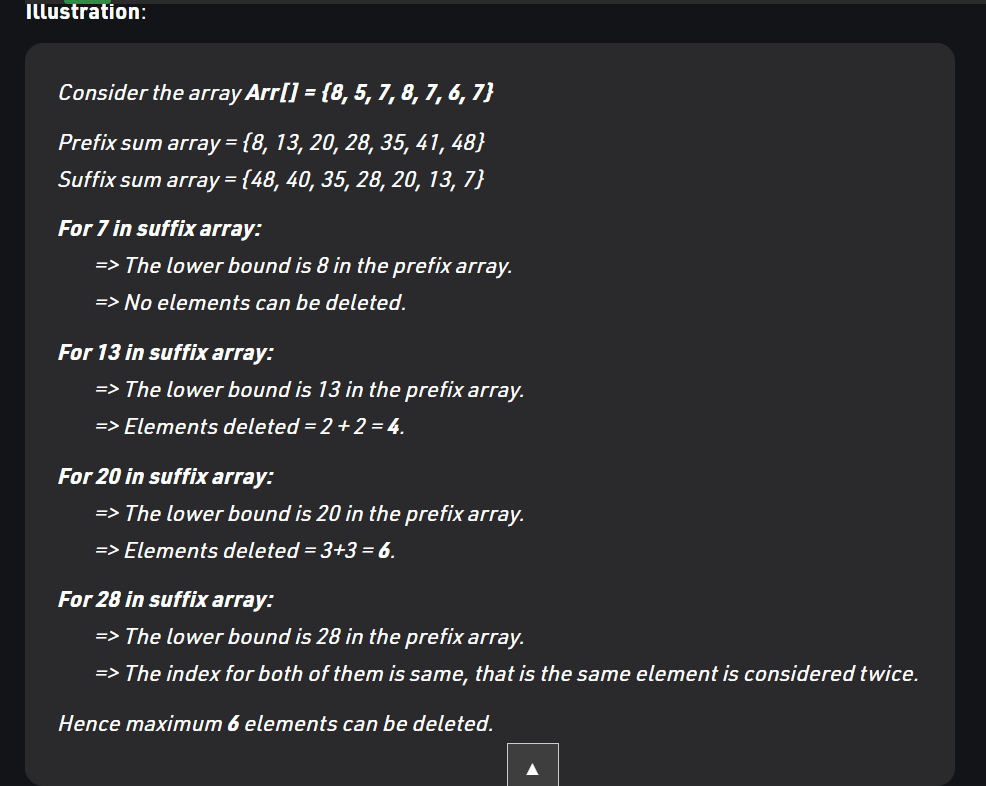 Illustration:
Consider the array Arr[] = {8, 5, 7, 8, 7, 6, 7}
Prefix sum array = {8, 13, 20, 28, 35, 41, 48}
Suffix sum array = {48, 40, 35, 28, 20, 13, 7}
For 7 in suffix array:
=> The lower bound is 8 in the prefix array.
=> No elements can be deleted.
For 13 in suffix array:
=> The lower bound is 13 in the prefix array.
=> Elements deleted = 2 + 2 = 4.
For 20 in suffix array:
=> The lower bound is 20 in the prefix array.
=> Elements deleted = 3+3 = 6.
For 28 in suffix array:
=> The lower bound is 28 in the prefix array.
=> The index for both of them is same, that is the same element is considered twice.
Hence maximum 6 elements can be deleted.